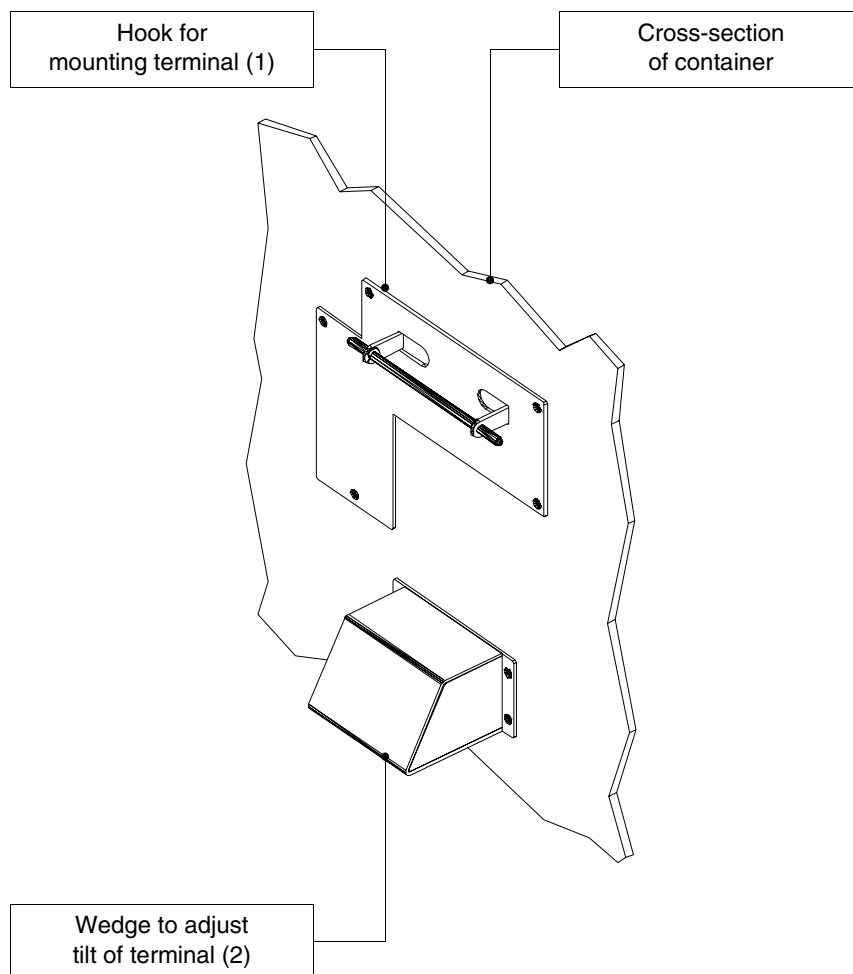 Hook for
mounting terminal (1)
Cross-section
of container
Wedge to adjust
tilt of terminal (2)